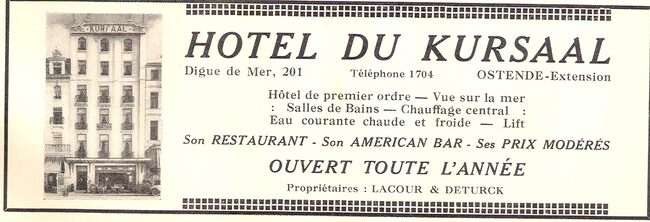 KURSAAL
HOTEL DU KURSAAL
Digue de Mer, 201 Téléphone 1704 OSTENDE-Extension
Hôtel de premier ordre — Vue sur la mer
: Salles de Bains — Chauffage central :
Eau courante chaude et froide — Lift
Son RESTAURANT - Son AMERICAN BAR - Ses PRIX MODÉRÉS
OUVERT TOUTE L'ANNÉE
Propriétaires : LACOUR & DETURCK